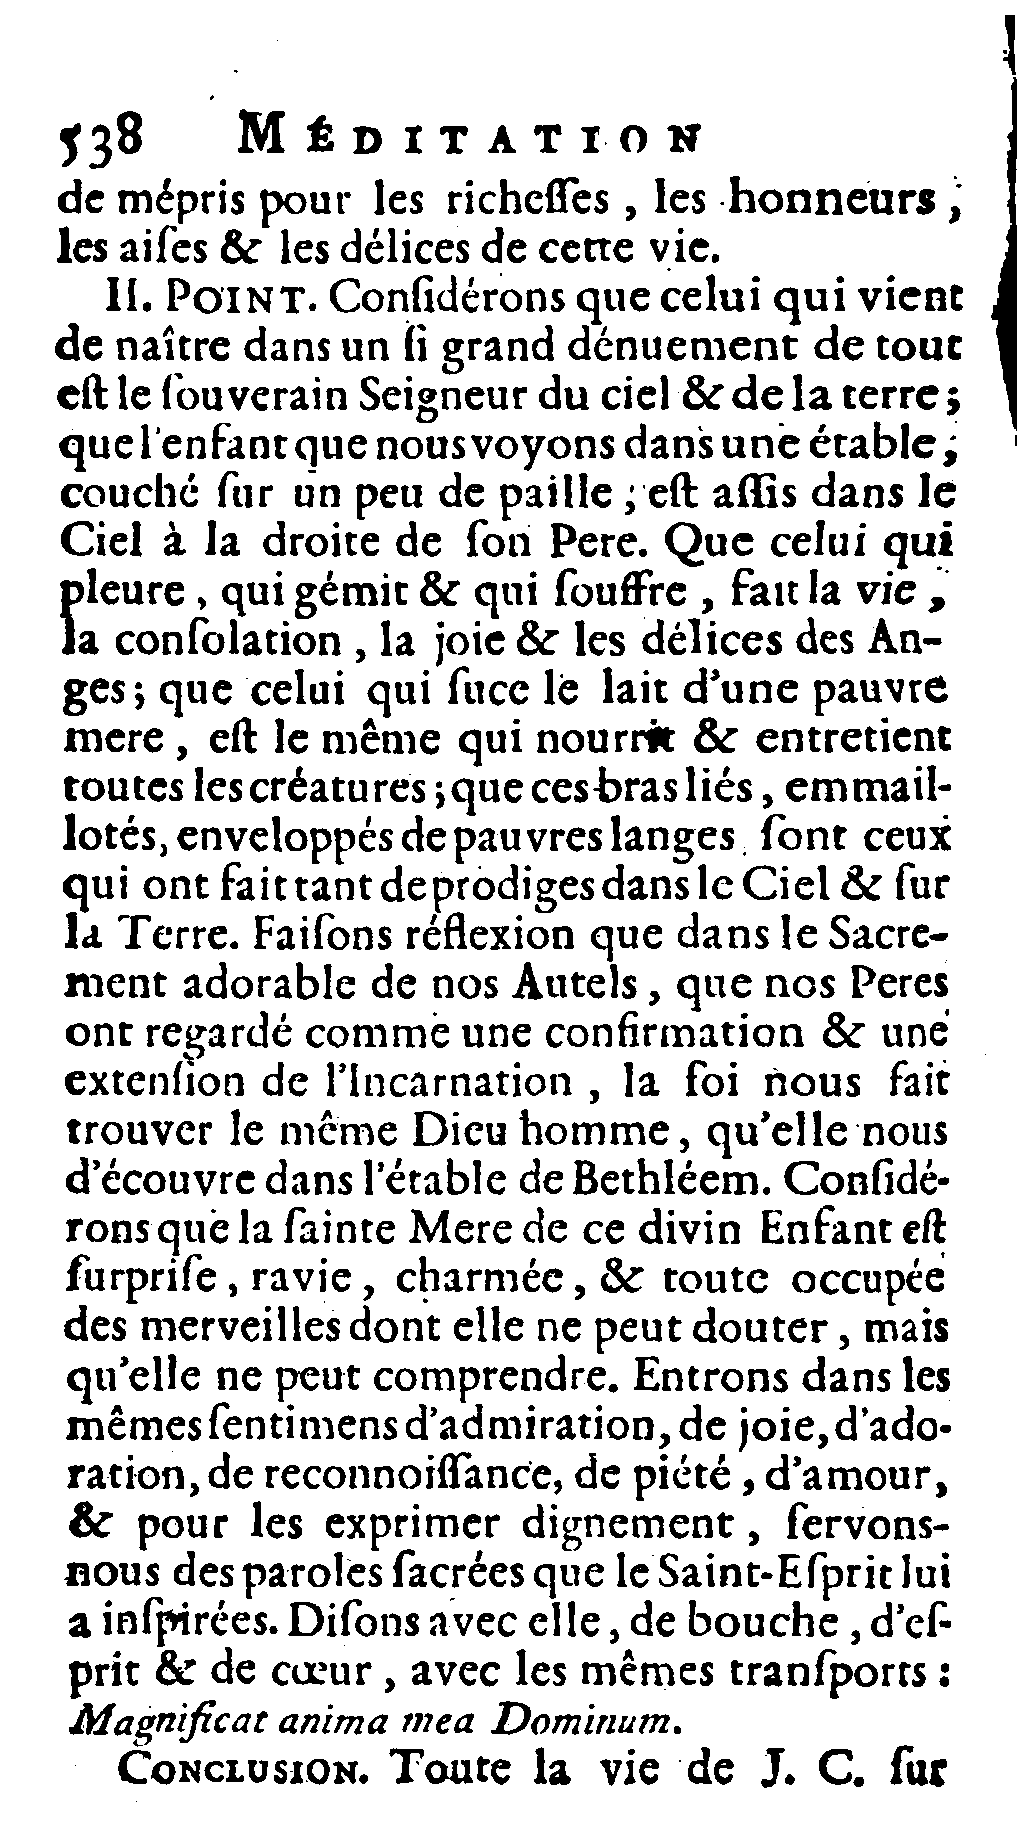 538 MÉDITATION
de mépris pour les richeſſes, les honneurs,
les aiſes & les délices de cette vie.
II. POINT. Conſidérons que celui qui vient
de naître dans un ſi grand dénuement de tout
eſt le ſouverain Seigneur du ciel & de la terre;
que l'enfant que nous voyons dans une étable,
couché ſur un peu de paille, eſt aſſis dans le
Ciel à la droite de ſon Pere. Que celui qui
pleure, qui gémit & qui ſouffre, fait la vie,
la conſolation, la joie & les délices des An-
ges; que celui qui ſuce le lait d'une pauvre
mere, eſt le même qui nourrit & entretient
toutes les créatures; que ces bras liés, emmail-
lotés, enveloppés de pauvres langes, ſont ceux
qui ont fait tant de prodiges dans le Ciel & ſur
la Terre. Faiſons réflexion que dans le Sacre-
ment adorable de nos Autels, que nos Peres
ont regardé comme une confirmation & une
extenſion de l'Incarnation, la foi nous fait
trouver le même Dieu homme, qu'elle nous
d'écouvre dans l'étable de Bethléem. Conſidé-
rons que la ſainte Mere de ce divin Enfant eſt
ſurpriſe, ravie, charmée, & toute occupée
des merveilles dont elle ne peut douter, mais
qu'elle ne peut comprendre. Entrons dans les
mêmes ſentimens d'admiration, de joie, d'ado-
ration, de reconnoiſſance, de piété, d'amour,
& pour les exprimer dignement, ſervons-
nous des paroles ſacrées que le Saint-Eſprit lui
a inſpirées. Diſons avec elle, de bouche, d'eſ-
prit & de cœur, avec les mêmes tranſports:
Magnificat anima mea Dominum.
CONCLUSION. Toute la vie de J. C. ſur